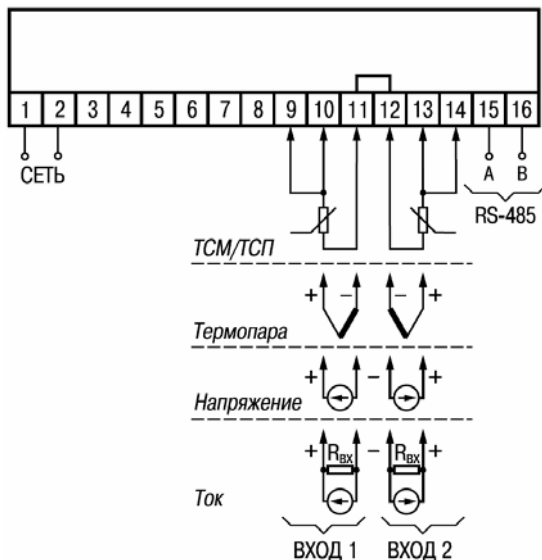 1 2 3 4 5 6 7 8 9 10 11 12 13 14 15 16
СЕТЬ
A B
RS-485
ТСМ/ТСП
+ − − +
Термопара
+ − +
Напряжение
+ Rвх − Rвх +
Ток
ВХОД 1 ВХОД 2